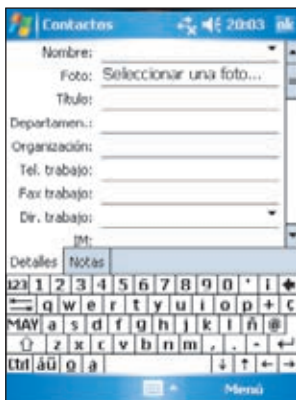 Contactos 20:03 ok
Nombre:
Foto: Seleccionar una foto...
Título:
Departamen.:
Organización:
Tel. trabajo:
Fax trabajo:
Dir. trabajo:
IM:
Detalles Notas
123 1 2 3 4 5 6 7 8 9 0 ' ¡
q w e r t y u i o p + ç
MAY a s d f g h j k l ñ @
z x c v b n m , . -
Ctrl áü º ª
Menú